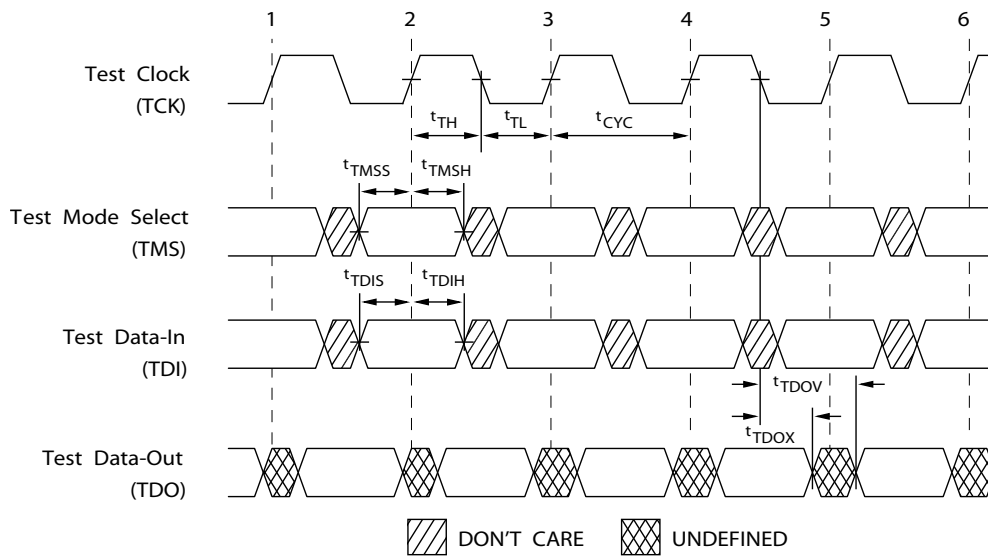 1 2 3 4 5 6
Test Clock
(TCK)
tTH tTL tCYC
tTMSS tTMSH
Test Mode Select
(TMS)
tTDIS tTDIH
Test Data-In
(TDI)
tTDOV
tTDOX
Test Data-Out
(TDO)
DON'T CARE UNDEFINED